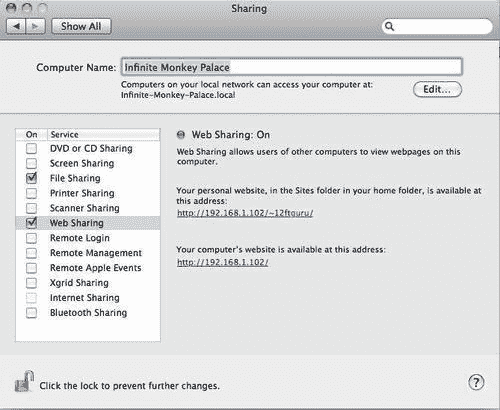 Sharing
Show All
Computer Name: Infinite Monkey Palace
Computers on your local network can access your computer at:
Infinite-Monkey-Palace.local
Edit...
On Service
DVD or CD Sharing
Screen Sharing
File Sharing
Printer Sharing
Scanner Sharing
Web Sharing
Remote Login
Remote Management
Remote Apple Events
Xgrid Sharing
Internet Sharing
Bluetooth Sharing
Web Sharing: On
Web Sharing allows users of other computers to view webpages on this
computer.
Your personal website, in the Sites folder in your home folder, is available at
this address:
http://192.168.1.102/~12ftguru/
Your computer's website is available at this address:
http://192.168.1.102/
Click the lock to prevent further changes.
?